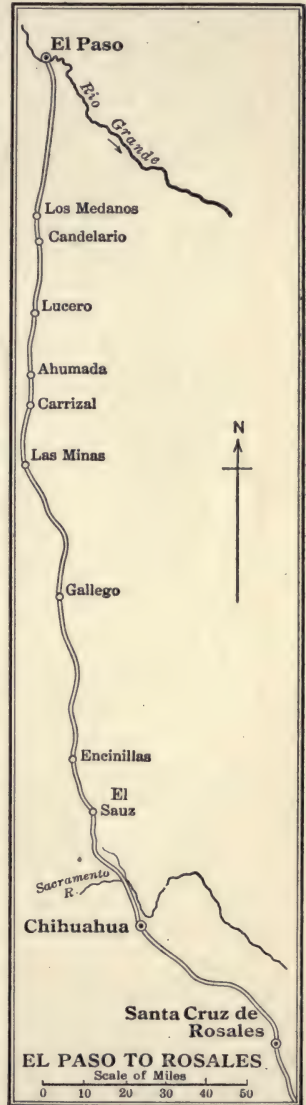 El Paso
Rio Grande
Los Medanos
Candelario
Lucero
Ahumada
Carrizal
N
Las Minas
Gallego
Encinillas
El
Sauz
Sacramento
R.
Chihuahua
Santa Cruz de
Rosales
EL PASO TO ROSALES
Scale of Miles
0 10 20 30 40 50